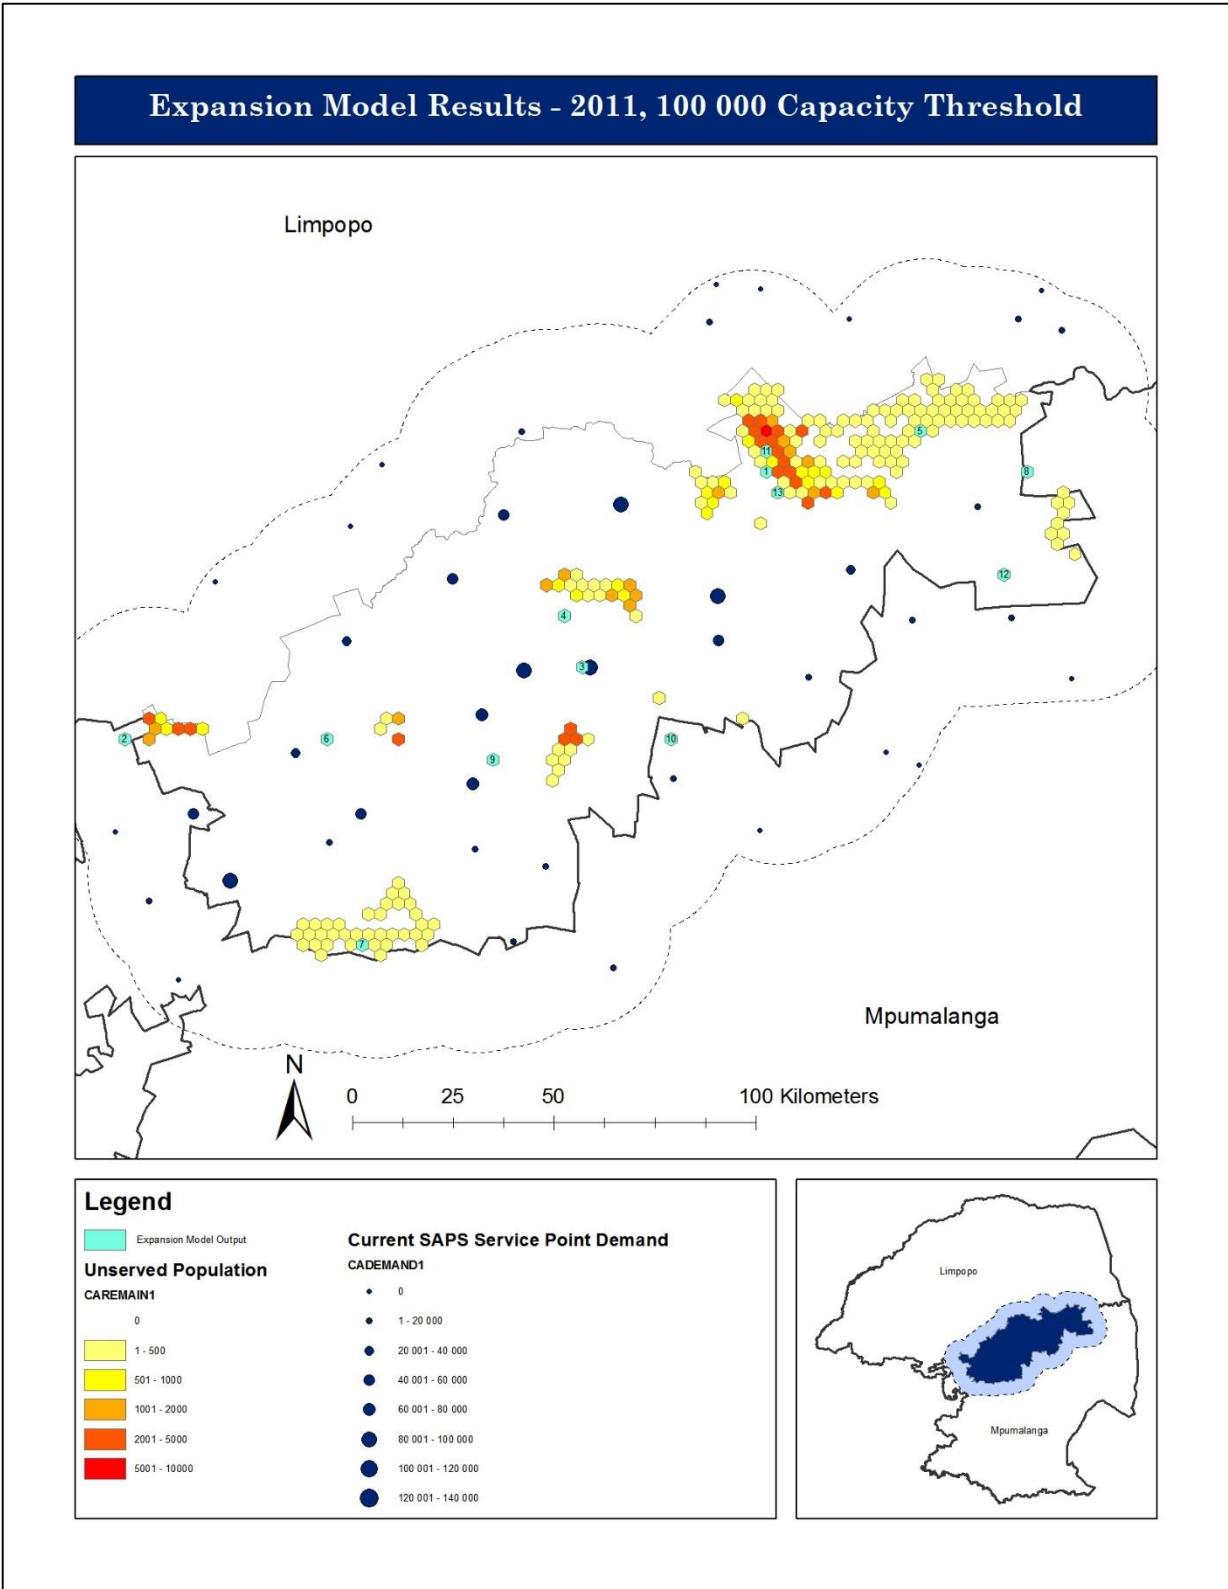 Expansion Model Results - 2011, 100 000 Capacity Threshold
Limpopo
5
11
1
8
13
12
4
3
2
6
10
9
7
Mpumalanga
N
0 25 50 100 Kilometers
Legend
Expansion Model Output
Unserved Population
CAREMAIN1
0
1 - 500
501 - 1000
1001 - 2000
2001 - 5000
5001 - 10000
Current SAPS Service Point Demand
CADEMAND1
0
1 - 20 000
20 001 - 40 000
40 001 - 60 000
60 001 - 80 000
80 001 - 100 000
100 001 - 120 000
120 001 - 140 000
Limpopo
Mpumalanga